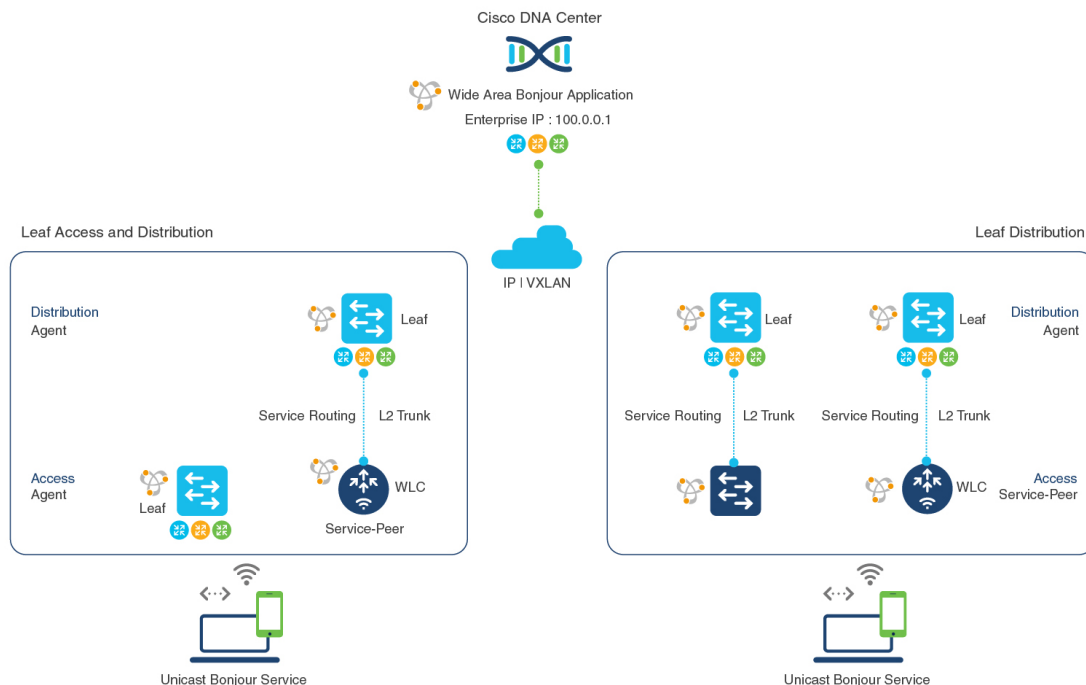 Cisco DNA Center
Wide Area Bonjour Application
Enterprise IP : 100.0.0.1
IP | VXLAN
Leaf Access and Distribution
Distribution
Agent
Leaf
Service Routing
L2 Trunk
Access
Agent
Leaf
WLC
Service-Peer
Unicast Bonjour Service
Leaf Distribution
Leaf
Leaf
Distribution
Agent
Service Routing
L2 Trunk
Service Routing
L2 Trunk
WLC
Access
Service-Peer
Unicast Bonjour Service